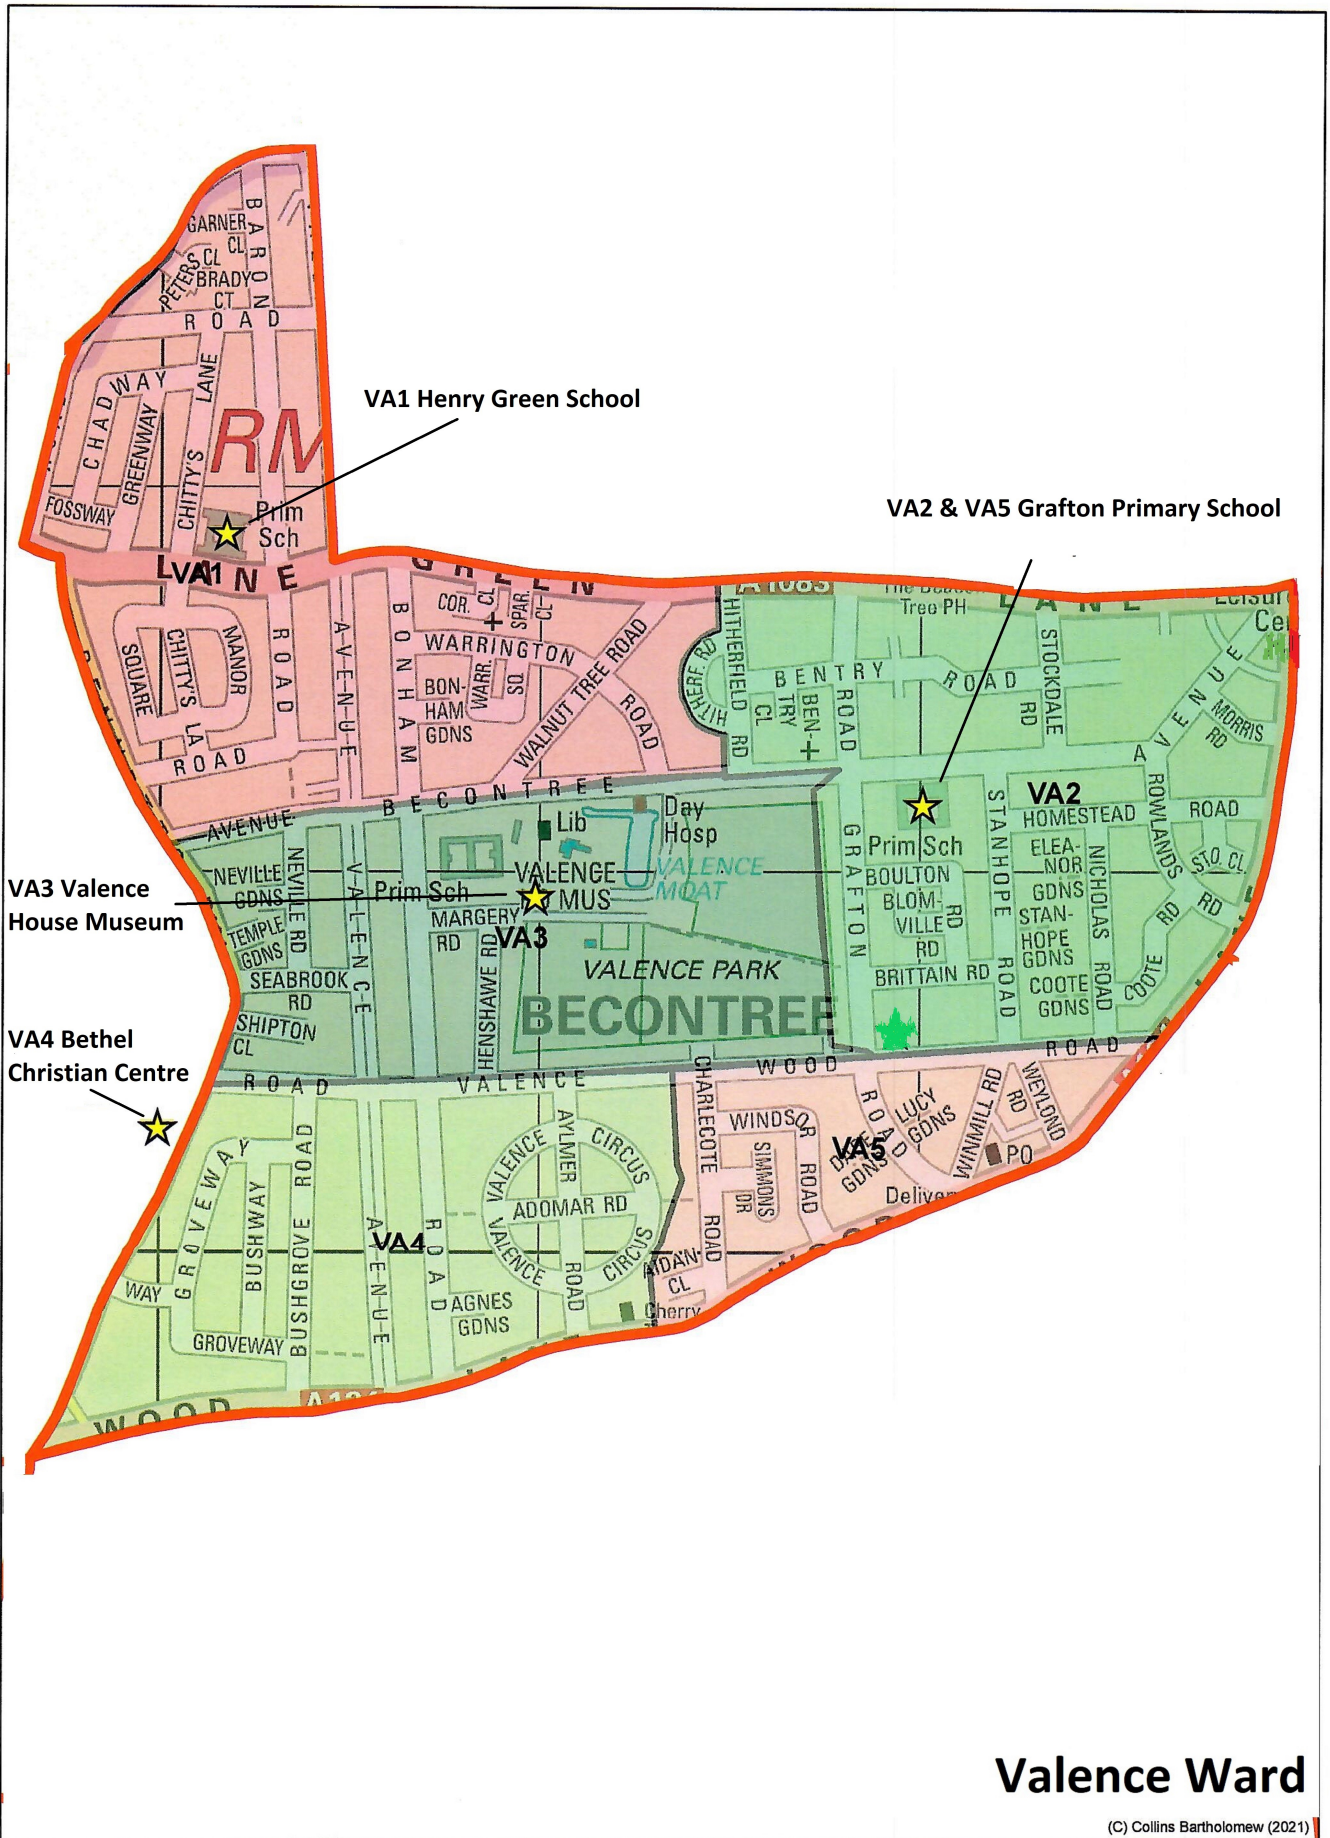 BARON
GARNER
CL
PETERS CL
BRADY
CT
ROAD
CHADWAY
LANE
GREENWAY
CHITTY'S
RM
FOSSWAY
Prim
Sch
VA1 Henry Green School
VA2 & VA5 Grafton Primary School
LANE
VA1
GREEN
A1083
Tree PH
LANE
Leisur
Cen
COR.
CL
SPAR.
CL
WARRINGTON
ROAD
WARR.
SQ
BON-
HAM
GDNS
BONHAM
AVENUE
ROAD
MANOR
CHITTY'S
LA
SQUARE
ROAD
WALNUT TREE ROAD
HITHERF. RD
HITHERFIELD
RD
BENTRY
ROAD
BEN-
TRY
CL
ROAD
STOCKDALE
RD
AVENUE
MORRIS
RD
BECONTREE
AVENUE
Lib
Day
Hosp
VA2
HOMESTEAD
ROAD
ROWLANDS
RD
ST.O. CL.
STANHOPE
ROAD
ELEA-
NOR
GDNS
NICHOLAS
ROAD
Prim Sch
BOULTON
RD
BLOM-
VILLE
RD
STAN-
HOPE
GDNS
BRITTAIN RD
COOTE
GDNS
COOTE
RD
GRAFTON
NEVILLE
GDNS
NEVILLE RD
VALENCE
Prim Sch
VALENCE
MUS
VALENCE
MOAT
VA3 Valence
House Museum
MARGERY
RD
VA3
TEMPLE
GDNS
SEABROOK
RD
HENSHAWE RD
VALENCE PARK
BECONTREE
SHIPTON
CL
VA4 Bethel
Christian Centre
ROAD
VALENCE
WOOD
ROAD
CHARLECOTE
ROAD
WINDSOR
ROAD
SIMMONS
DR
ROAD
LUCY
GDNS
GDNS
VA5
WINMILL RD
WEYLOND
RD
PO
Deliver
GROVEWAY
BUSHWAY
BUSHGROVE ROAD
AVENUE
ROAD
VALENCE
CIRCUS
AYLMER
ROAD
ADOMAR RD
VALENCE
CIRCUS
VA4
AIDAN
CL
Cherry
WAY
GROVEWAY
AGNES
GDNS
WOOD
Valence Ward
(C) Collins Bartholomew (2021)